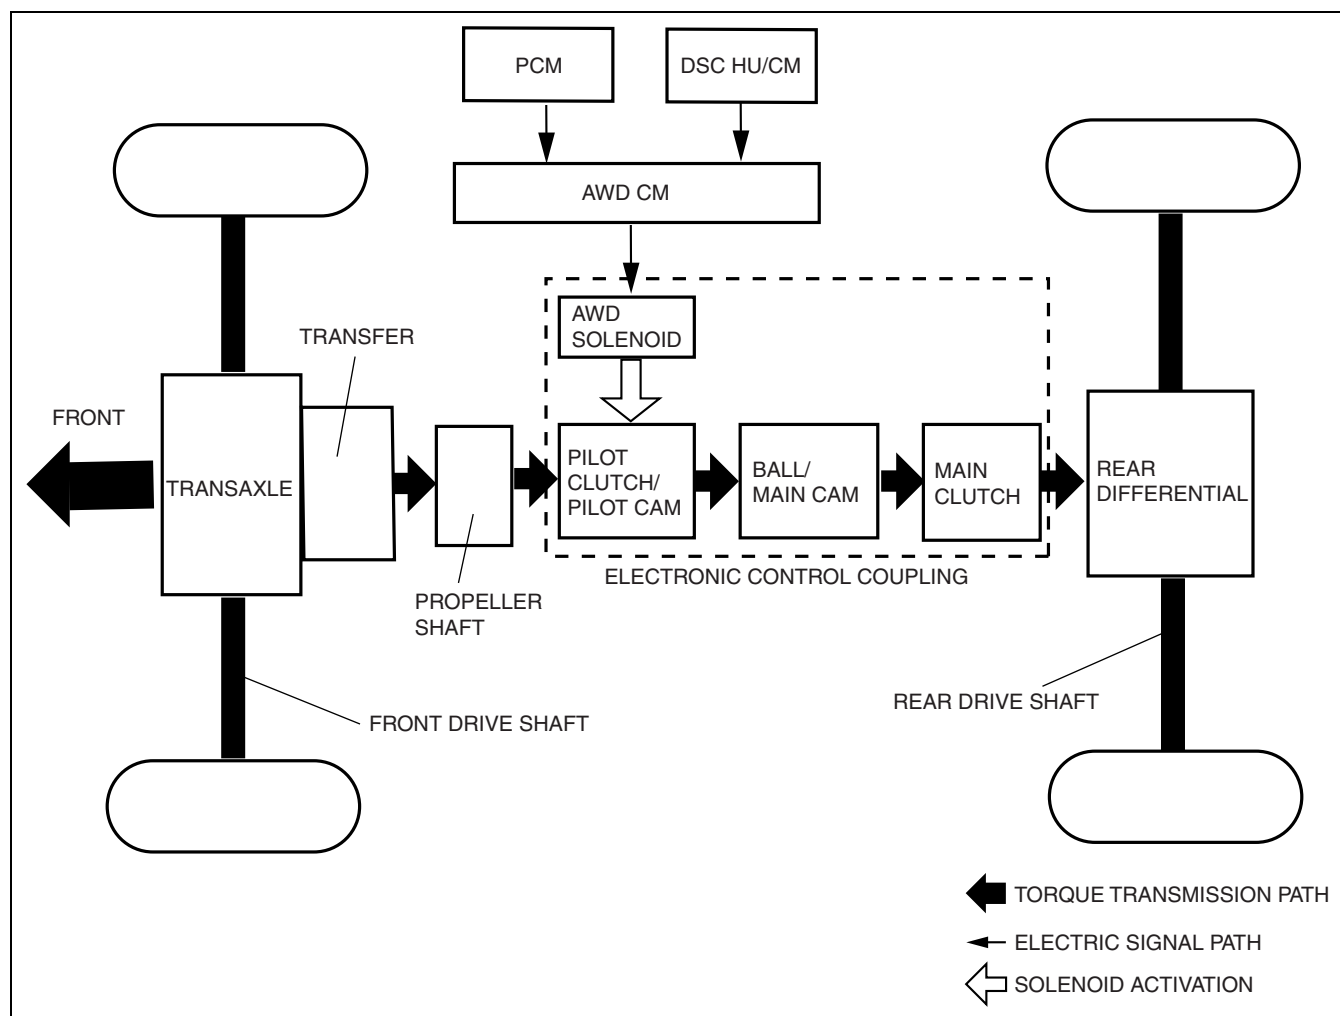 PCM
DSC HU/CM
AWD CM
AWD
SOLENOID
TRANSFER
FRONT
TRANSAXLE
PILOT
CLUTCH/
PILOT CAM
BALL/
MAIN CAM
MAIN
CLUTCH
REAR
DIFFERENTIAL
ELECTRONIC CONTROL COUPLING
PROPELLER
SHAFT
FRONT DRIVE SHAFT
REAR DRIVE SHAFT
TORQUE TRANSMISSION PATH
ELECTRIC SIGNAL PATH
SOLENOID ACTIVATION